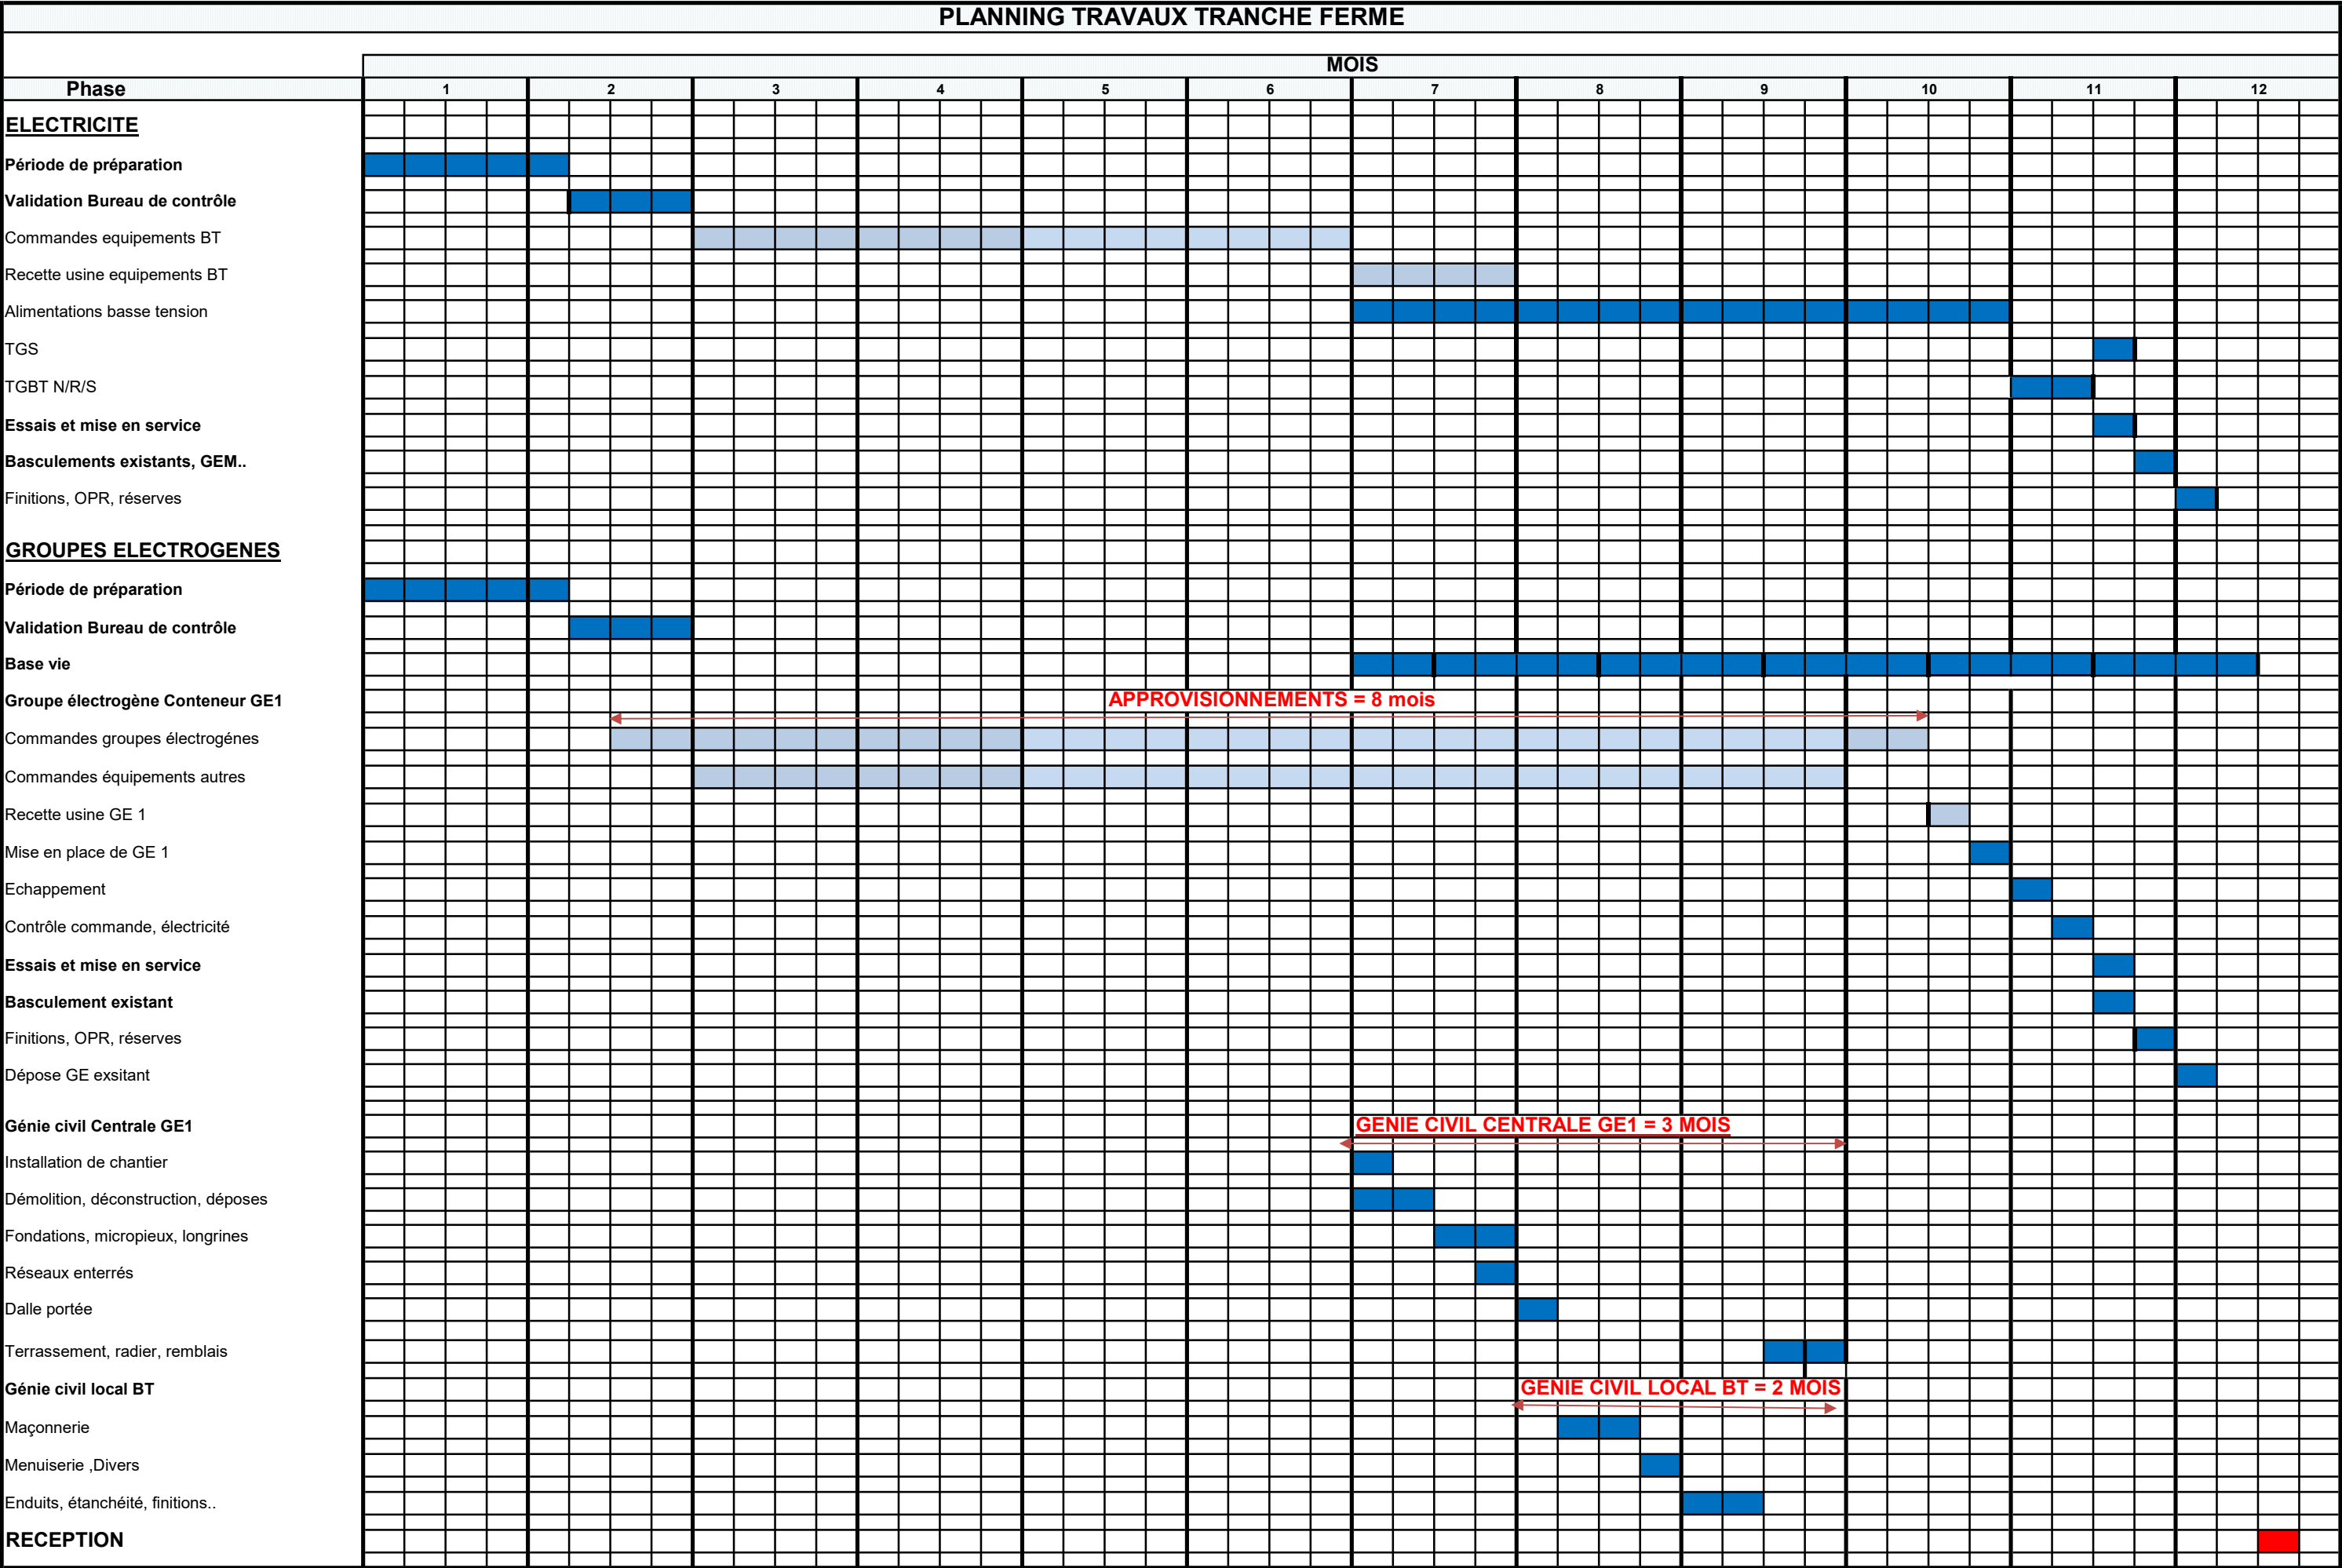 PLANNING TRAVAUX TRANCHE FERME
MOIS
Phase 1 2 3 4 5 6 7 8 9 10 11 12
ELECTRICITE
Période de préparation
Validation Bureau de contrôle
Commandes equipements BT
Recette usine equipements BT
Alimentations basse tension
TGS
TGBT N/R/S
Essais et mise en service
Basculements existants, GEM..
Finitions, OPR, réserves
GROUPES ELECTROGENES
Période de préparation
Validation Bureau de contrôle
Base vie
Groupe électrogène Conteneur GE1 APPROVISIONNEMENTS = 8 mois
Commandes groupes électrogénes
Commandes équipements autres
Recette usine GE 1
Mise en place de GE 1
Echappement
Contrôle commande, électricité
Essais et mise en service
Basculement existant
Finitions, OPR, réserves
Dépose GE exsitant
Génie civil Centrale GE1 GENIE CIVIL CENTRALE GE1 = 3 MOIS
Installation de chantier
Démolition, déconstruction, déposes
Fondations, micropieux, longrines
Réseaux enterrés
Dalle portée
Terrassement, radier, remblais
Génie civil local BT GENIE CIVIL LOCAL BT = 2 MOIS
Maçonnerie
Menuiserie ,Divers
Enduits, étanchéité, finitions..
RECEPTION